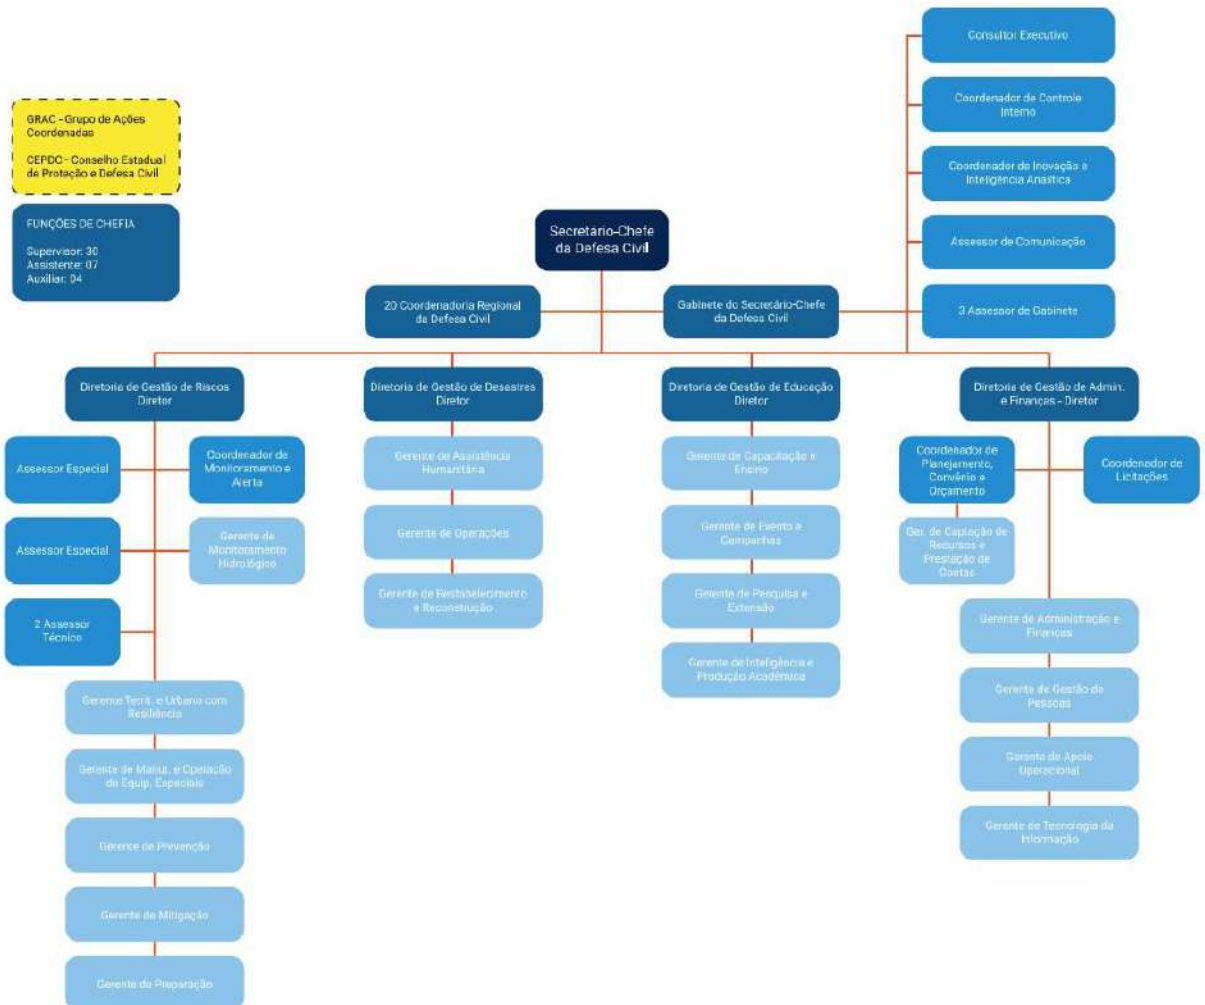 Consultor Executivo
Coordenador de Controle
Interno
Coordenador de Inovação e
Inteligência Analítica
Assessor de Comunicação
3 Assessor de Gabinete
GRAC - Grupo de Ações
Coordenadas
CEPDC - Conselho Estadual
de Proteção e Defesa Civil
FUNÇÕES DE CHEFIA
Supervisor: 30
Assistente: 07
Auxiliar: 04
Secretário-Chefe
da Defesa Civil
20 Coordenadoria Regional
da Defesa Civil
Gabinete do Secretário-Chefe
da Defesa Civil
Diretoria de Gestão de Riscos
Diretor
Diretoria de Gestão de Desastres
Diretor
Diretoria de Gestão de Educação
Diretor
Diretoria de Gestão de Admin.
e Finanças - Diretor
Assessor Especial
Coordenador de
Monitoramento e
Alerta
Assessor Especial
Gerente de
Monitoramento
Hidrológico
2 Assessor
Técnico
Gerente Territ. e Urbano com
Resiliência
Gerente de Manut. e Operação
de Equip. Especiais
Gerente de Prevenção
Gerente de Mitigação
Gerente de Preparação
Gerente de Assistência
Humanitária
Gerente de Operações
Gerente de Restabelecimento
e Reconstrução
Gerente de Capacitação e
Ensino
Gerente de Evento e
Campanhas
Gerente de Pesquisa e
Extensão
Gerente de Inteligência e
Produção Acadêmica
Coordenador de
Planejamento,
Convênio e
Orçamento
Coordenador de
Licitações
Ger. de Captação de
Recursos e
Prestação de
Contas
Gerente de Administração e
Finanças
Gerente de Gestão de
Pessoas
Gerente de Apoio
Operacional
Gerente de Tecnologia da
Informação